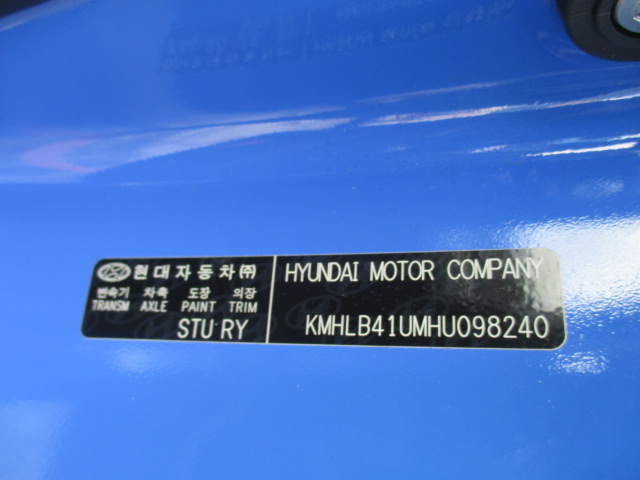 현대자동차㈜
변속기 차축 도장 의장
TRANSM AXLE PAINT TRIM
STU RY
HYUNDAI MOTOR COMPANY
KMHLB41UMHU098240